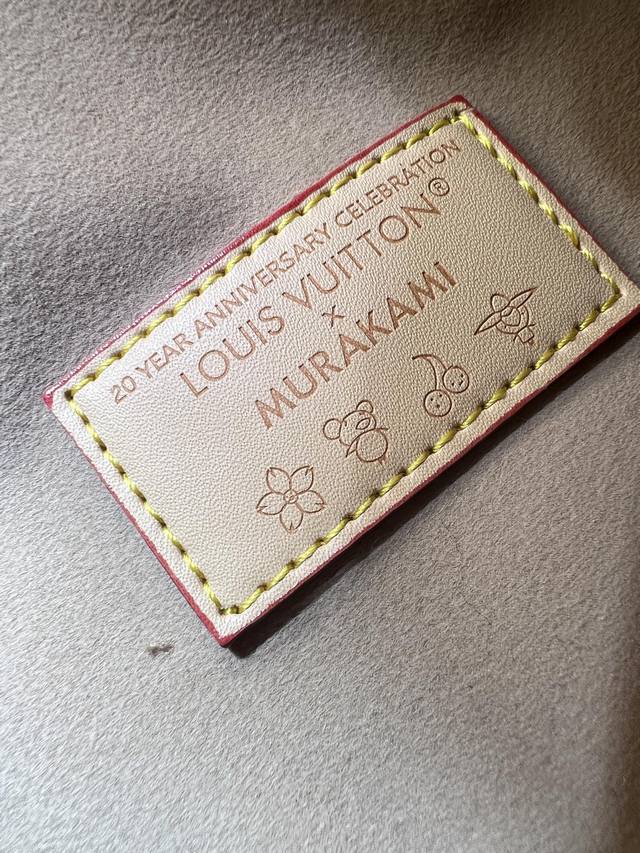 20 YEAR ANNIVERSARY CELEBRATION
LOUIS VUITTON®
×
MURAKAMI